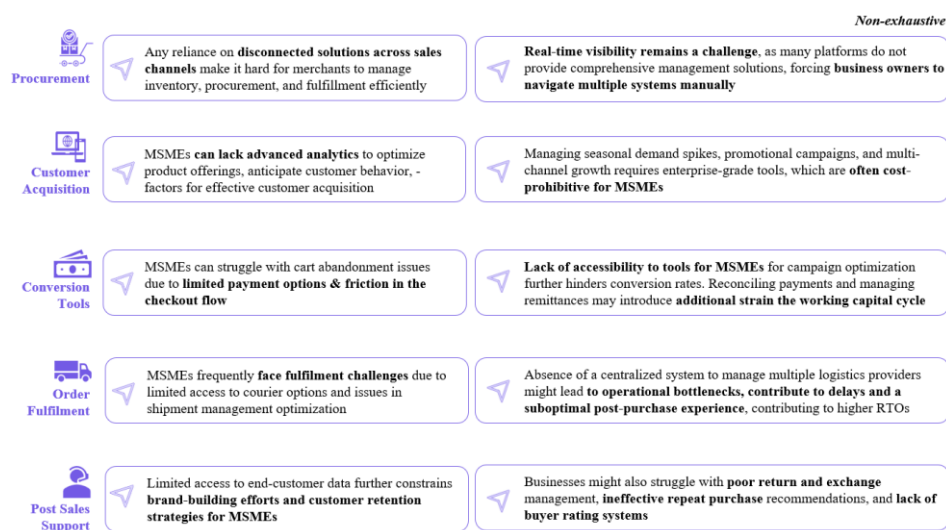 Non-exhaustive
Procurement
Any reliance on disconnected solutions across sales
channels make it hard for merchants to manage
inventory, procurement, and fulfillment efficiently
Real-time visibility remains a challenge, as many platforms do not
provide comprehensive management solutions, forcing business owners to
navigate multiple systems manually
Customer
Acquisition
MSMEs can lack advanced analytics to optimize
product offerings, anticipate customer behavior, -
factors for effective customer acquisition
Managing seasonal demand spikes, promotional campaigns, and multi-
channel growth requires enterprise-grade tools, which are often cost-
prohibitive for MSMEs
Conversion
Tools
MSMEs can struggle with cart abandonment issues
due to limited payment options & friction in the
checkout flow
Lack of accessibility to tools for MSMEs for campaign optimization
further hinders conversion rates. Reconciling payments and managing
remittances may introduce additional strain the working capital cycle
Order
Fulfilment
MSMEs frequently face fulfilment challenges due to
limited access to courier options and issues in
shipment management optimization
Absence of a centralized system to manage multiple logistics providers
might lead to operational bottlenecks, contribute to delays and a
suboptimal post-purchase experience, contributing to higher RTOs
Post Sales
Support
Limited access to end-customer data further constrains
brand-building efforts and customer retention
strategies for MSMEs
Businesses might also struggle with poor return and exchange
management, ineffective repeat purchase recommendations, and lack of
buyer rating systems